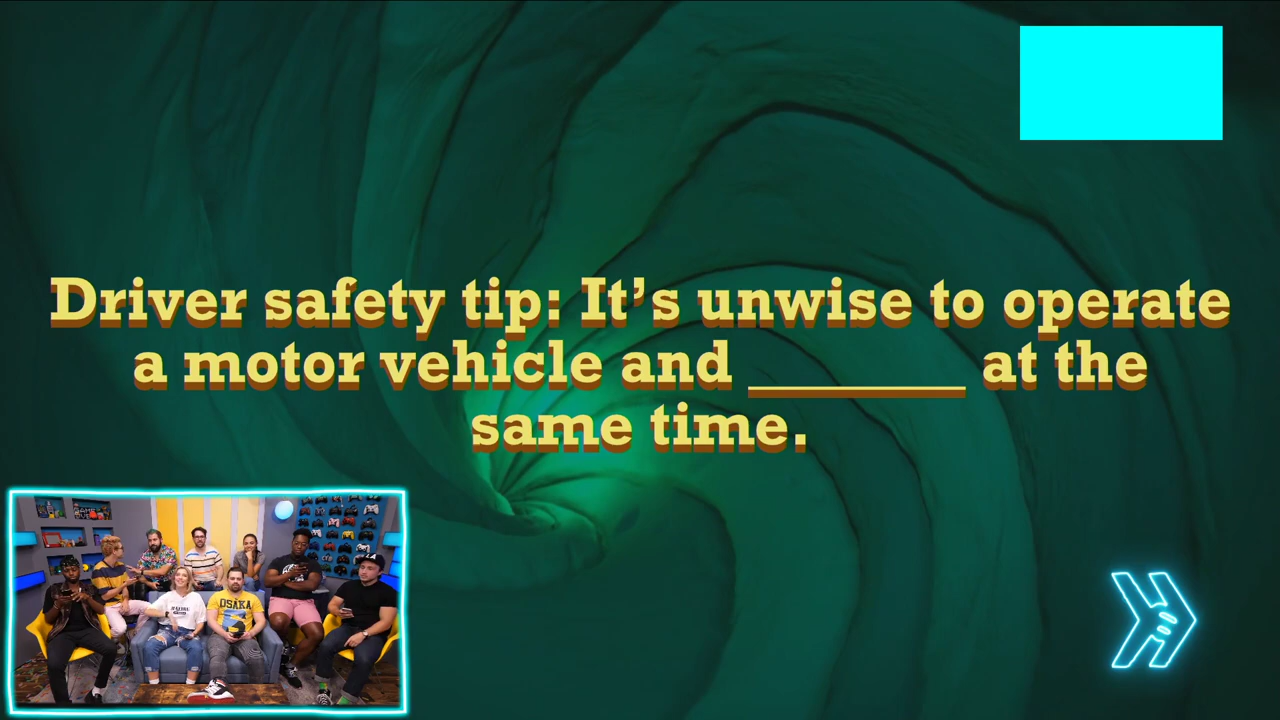 Driver safety tip: It’s unwise to operate
a motor vehicle and ________ at the
same time.
OSAKA